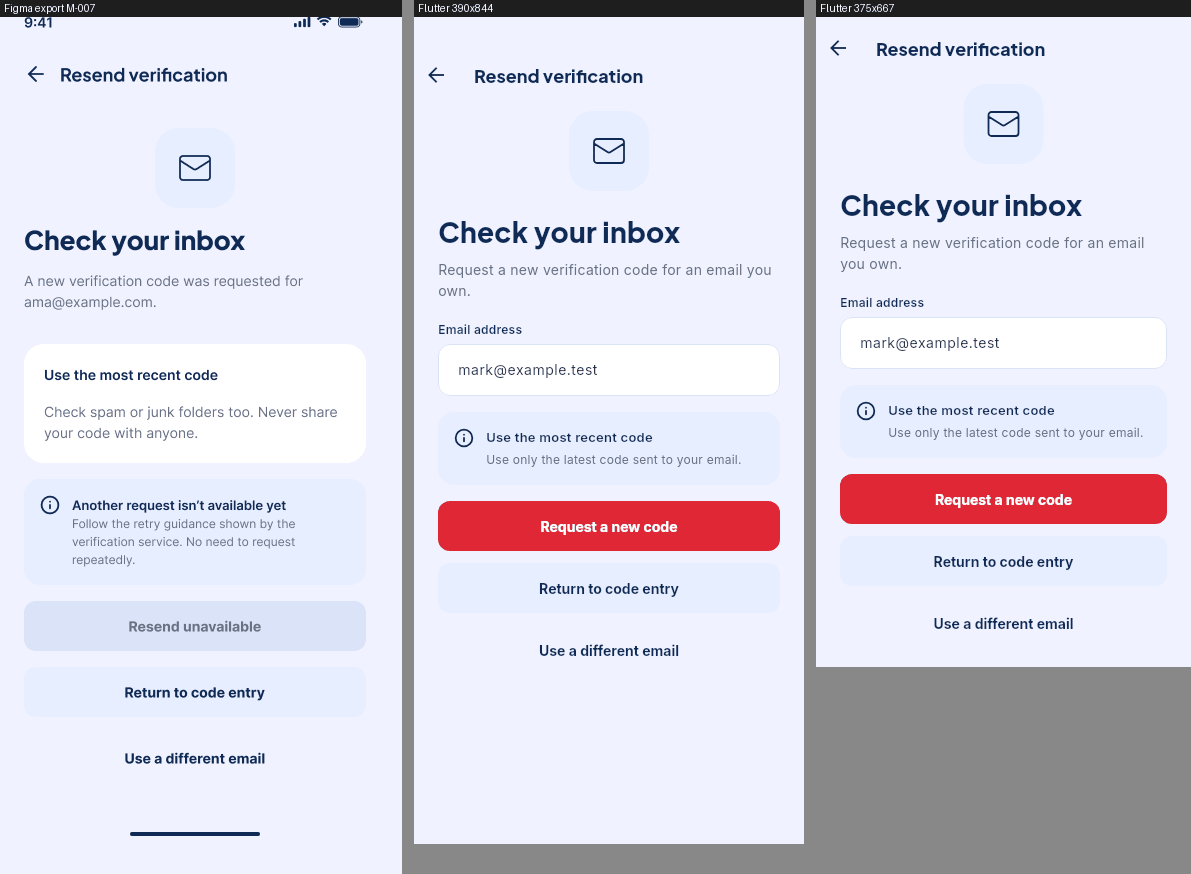 Figma export M-007
9:41
Resend verification
Check your inbox
A new verification code was requested for
ama@example.com.
Use the most recent code
Check spam or junk folders too. Never share
your code with anyone.
Another request isn’t available yet
Follow the retry guidance shown by the
verification service. No need to request
repeatedly.
Resend unavailable
Return to code entry
Use a different email
Flutter 390x844
Resend verification
Check your inbox
Request a new verification code for an email you
own.
Email address
mark@example.test
Use the most recent code
Use only the latest code sent to your email.
Request a new code
Return to code entry
Use a different email
Flutter 375x667
Resend verification
Check your inbox
Request a new verification code for an email
you own.
Email address
mark@example.test
Use the most recent code
Use only the latest code sent to your email.
Request a new code
Return to code entry
Use a different email